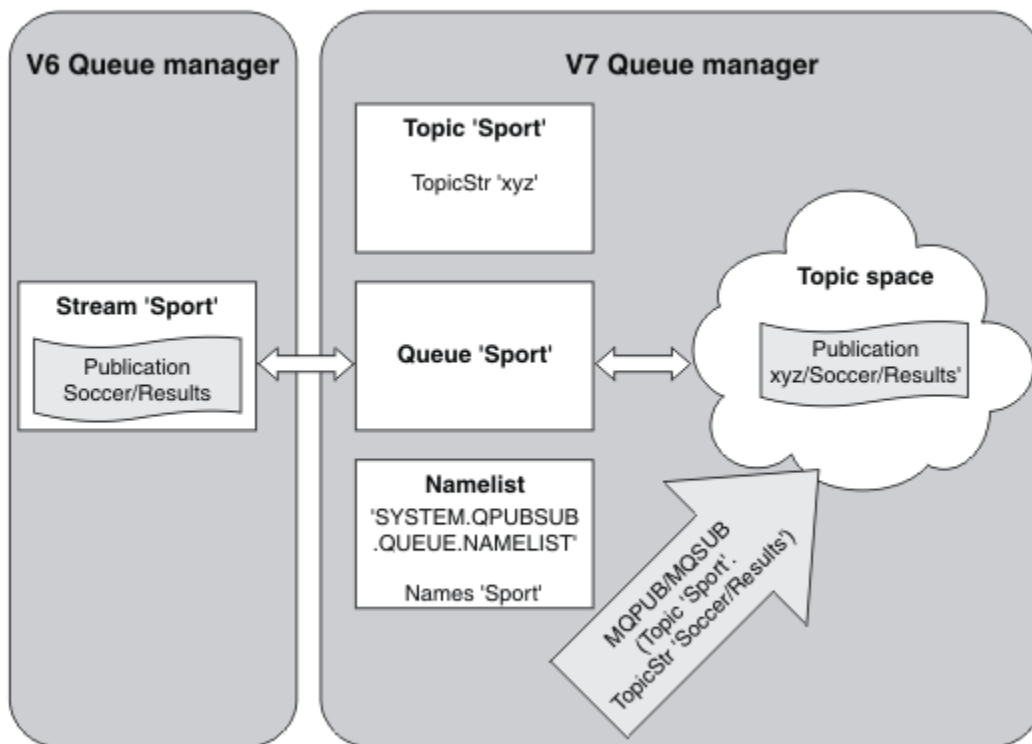 V6 Queue manager
Stream 'Sport'
Publication
Soccer/Results
V7 Queue manager
Topic 'Sport'
TopicStr 'xyz'
Queue 'Sport'
Namelist
'SYSTEM.QPUBSUB
.QUEUE.NAMELIST'
Names 'Sport'
Topic space
Publication
xyz/Soccer/Results'
MQPUB/MQSUB
(Topic 'Sport'.
TopicStr 'Soccer/Results')